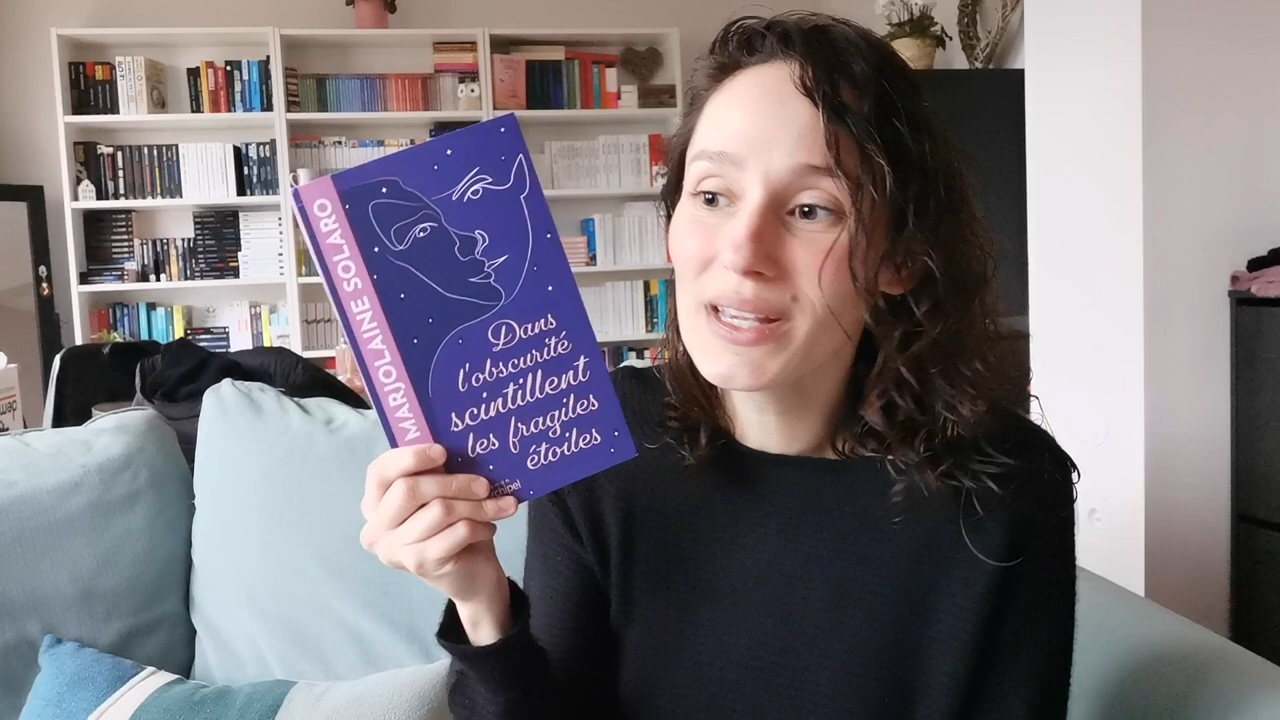 MARJOLAINE SOLARO
Dans
l'obscurité
scintillent
les fragiles
étoiles